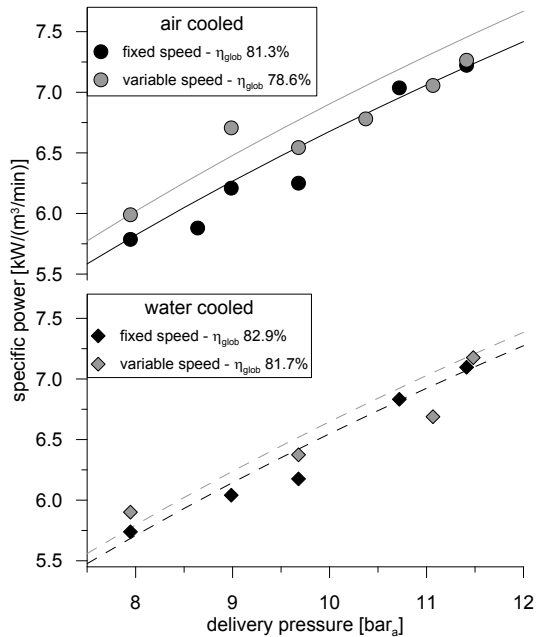 air cooled
fixed speed - ηglob 81.3%
variable speed - ηglob 78.6%
7.5
7.0
6.5
6.0
5.5
specific power [kW/(m³/min)]
water cooled
fixed speed - ηglob 82.9%
variable speed - ηglob 81.7%
7.5
7.0
6.5
6.0
5.5
8 9 10 11 12
delivery pressure [barₐ]